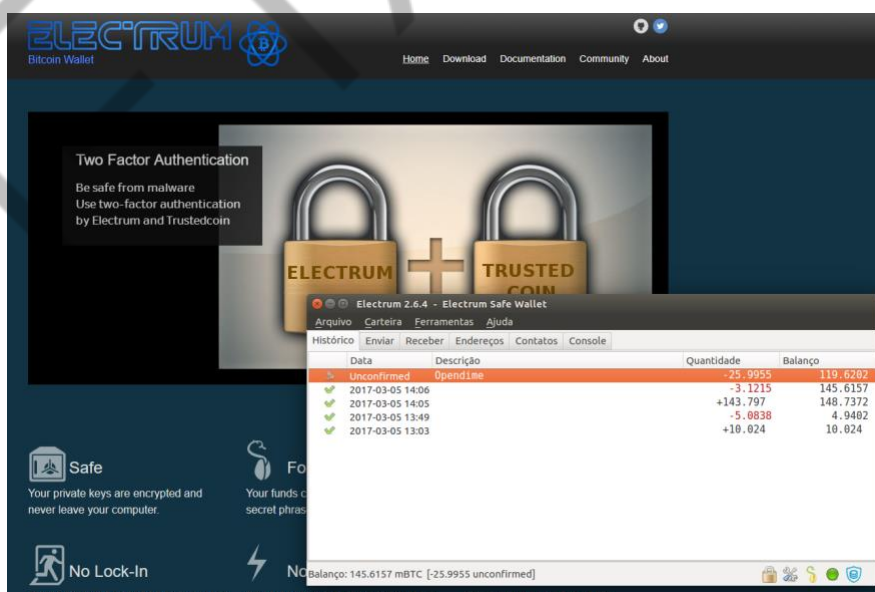 ELECTRUM
Bitcoin Wallet
Home Download Documentation Community About
Two Factor Authentication
Be safe from malware
Use two-factor authentication
by Electrum and Trustedcoin
ELECTRUM
TRUSTED
COIN
Electrum 2.6.4 - Electrum Safe Wallet
Arquivo Carteira Ferramentas Ajuda
Histórico Enviar Receber Endereços Contatos Console
Data Descrição Quantidade Balanço
Unconfirmed Opendime -25.9955 119.6202
2017-03-05 14:06 -3.1215 145.6157
2017-03-05 14:05 +143.797 148.7372
2017-03-05 13:49 -5.0838 4.9402
2017-03-05 13:03 +10.024 10.024
Safe
Your private keys are encrypted and
never leave your computer.
Fo
Your funds c
secret phras
No Lock-In
No
Balanço: 145.6157 mBTC [-25.9955 unconfirmed]